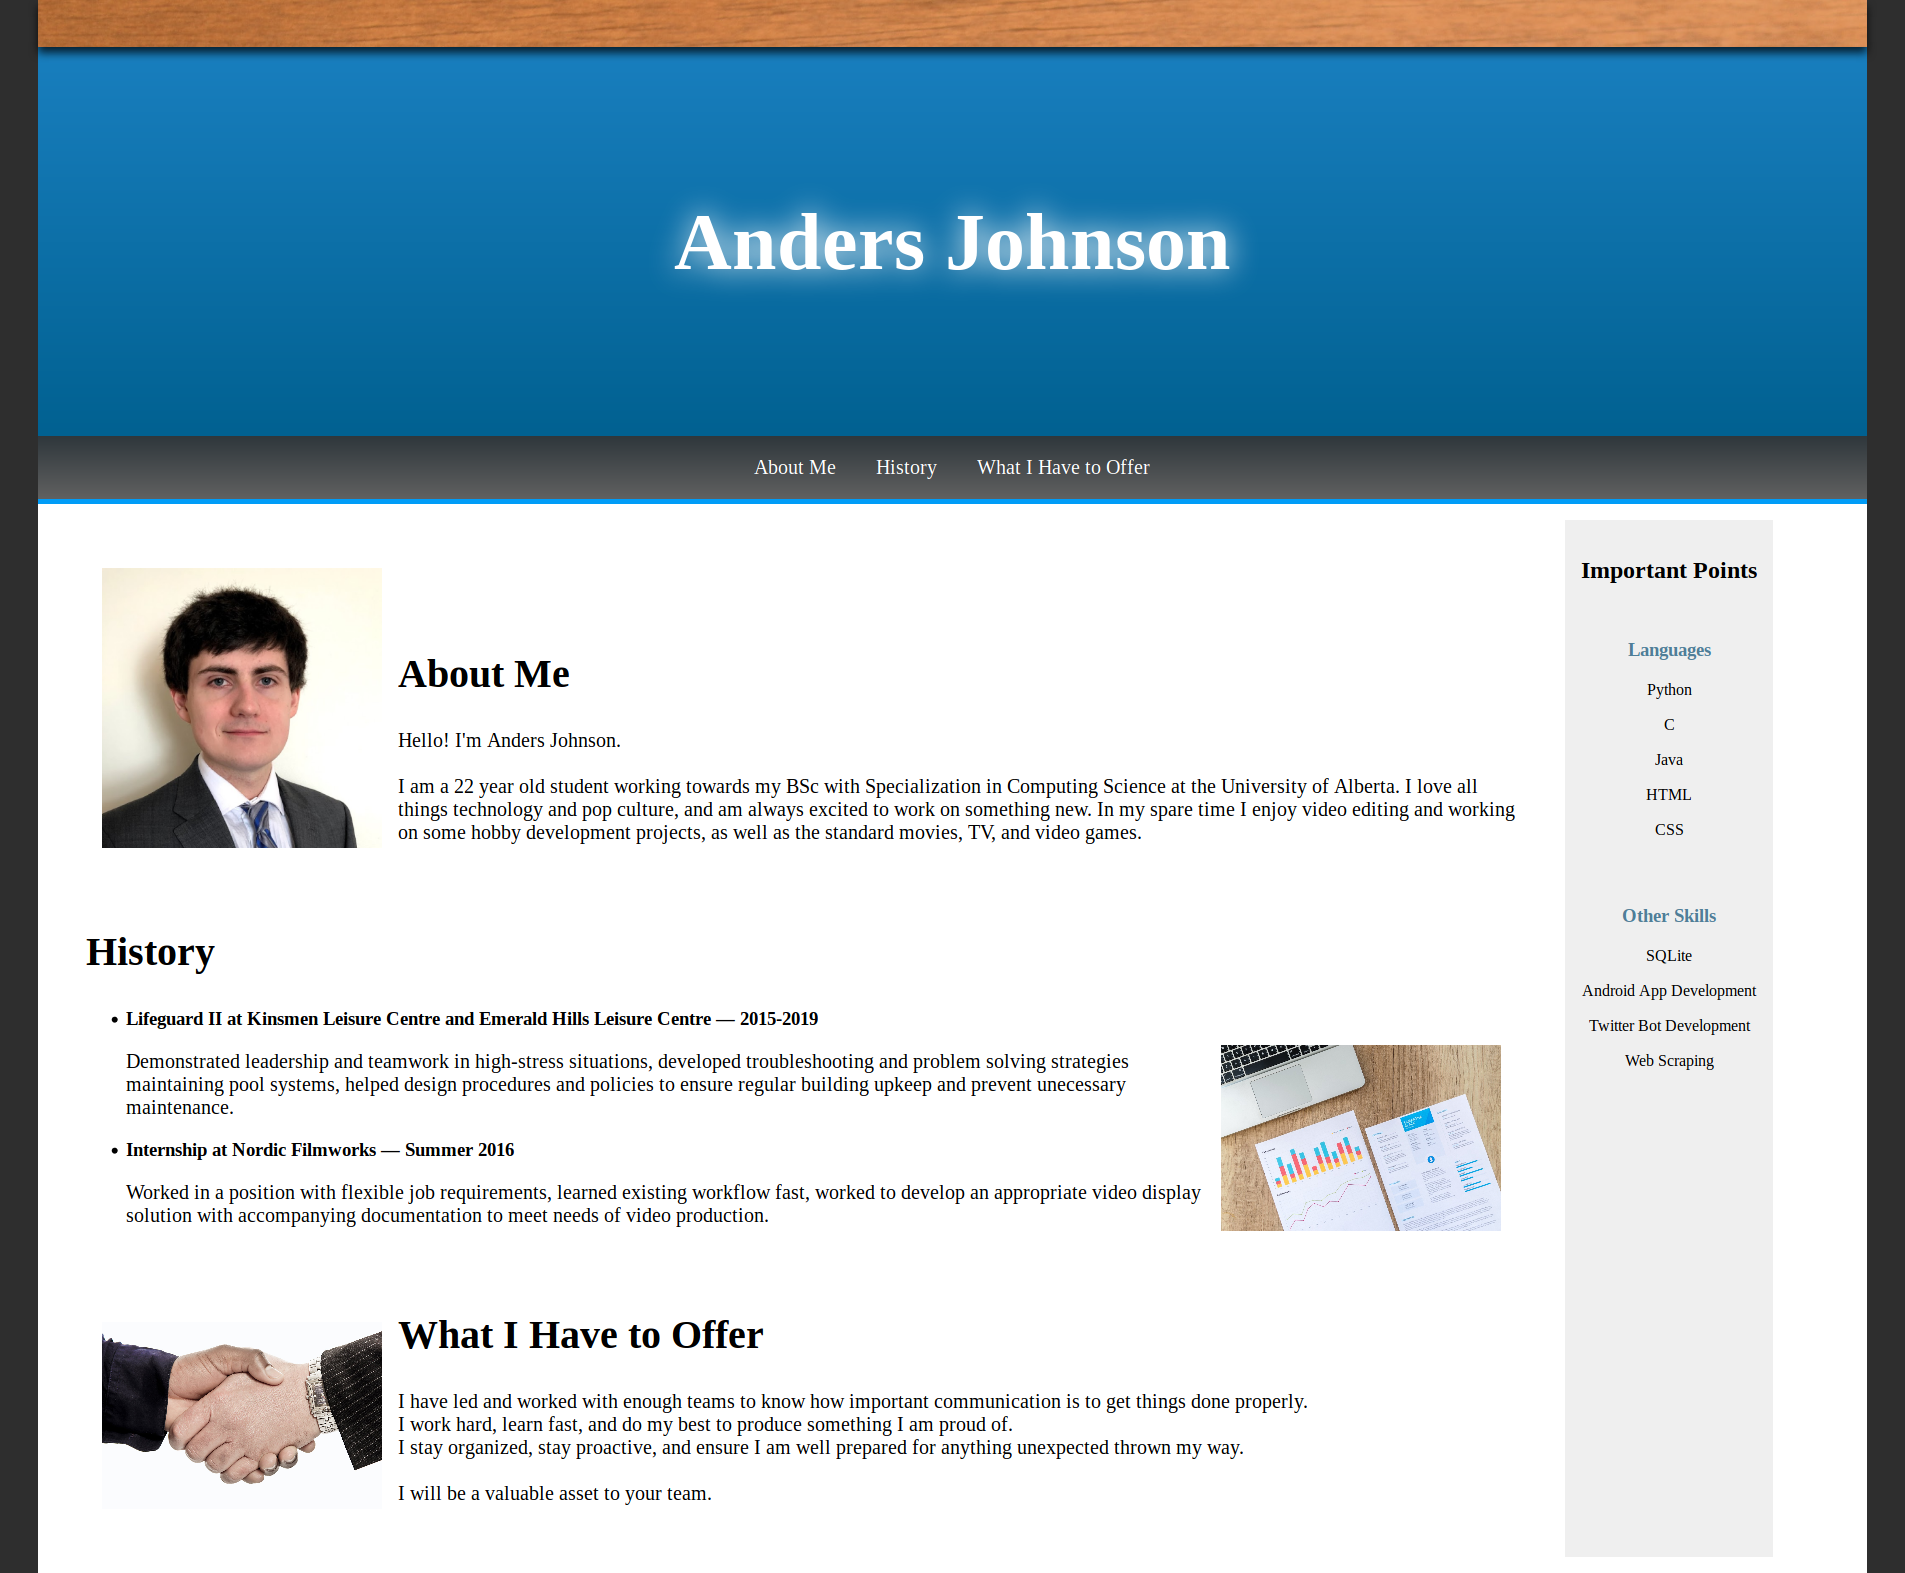 Anders Johnson
About Me
History
What I Have to Offer
About Me
Hello! I'm Anders Johnson.
I am a 22 year old student working towards my BSc with Specialization in Computing Science at the University of Alberta. I love all
things technology and pop culture, and am always excited to work on something new. In my spare time I enjoy video editing and working
on some hobby development projects, as well as the standard movies, TV, and video games.
History
• Lifeguard II at Kinsmen Leisure Centre and Emerald Hills Leisure Centre — 2015-2019
Demonstrated leadership and teamwork in high-stress situations, developed troubleshooting and problem solving strategies
maintaining pool systems, helped design procedures and policies to ensure regular building upkeep and prevent unecessary
maintenance.
• Internship at Nordic Filmworks — Summer 2016
Worked in a position with flexible job requirements, learned existing workflow fast, worked to develop an appropriate video display
solution with accompanying documentation to meet needs of video production.
What I Have to Offer
I have led and worked with enough teams to know how important communication is to get things done properly.
I work hard, learn fast, and do my best to produce something I am proud of.
I stay organized, stay proactive, and ensure I am well prepared for anything unexpected thrown my way.
I will be a valuable asset to your team.
Important Points
Languages
Python
C
Java
HTML
CSS
Other Skills
SQLite
Android App Development
Twitter Bot Development
Web Scraping